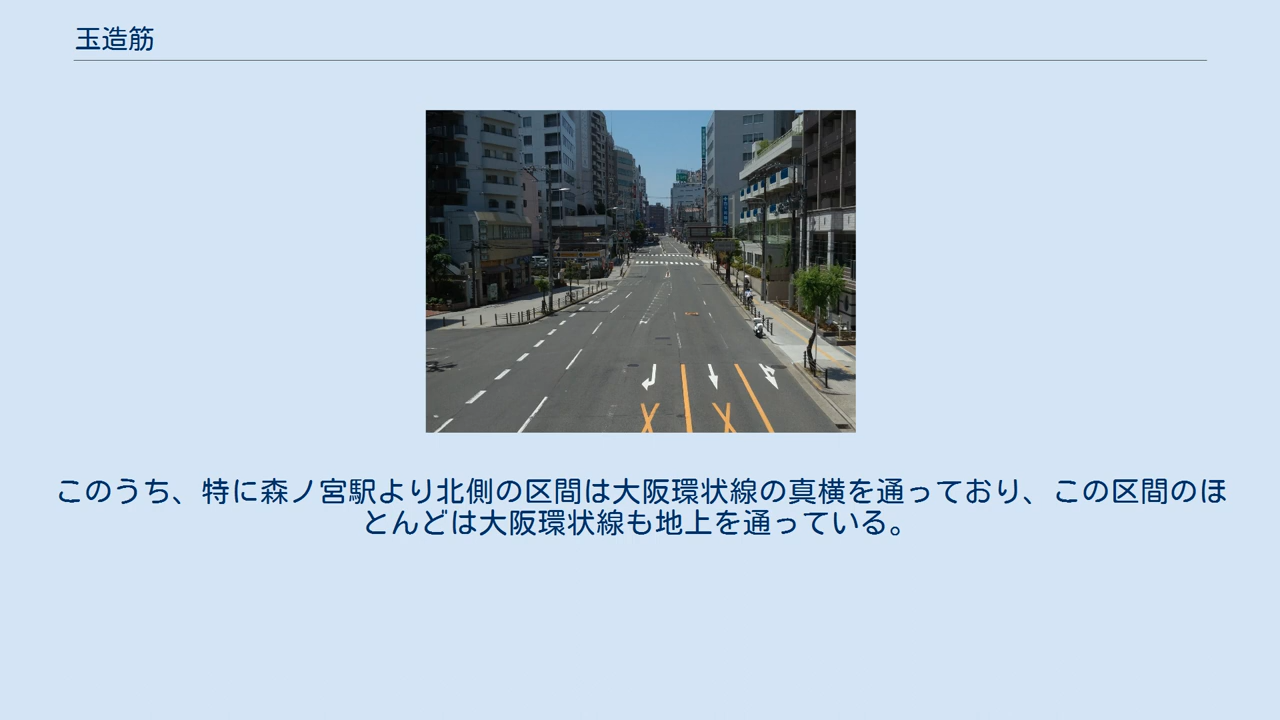 玉造筋
このうち、特に森ノ宮駅より北側の区間は大阪環状線の真横を通っており、この区間のほ
とんどは大阪環状線も地上を通っている。